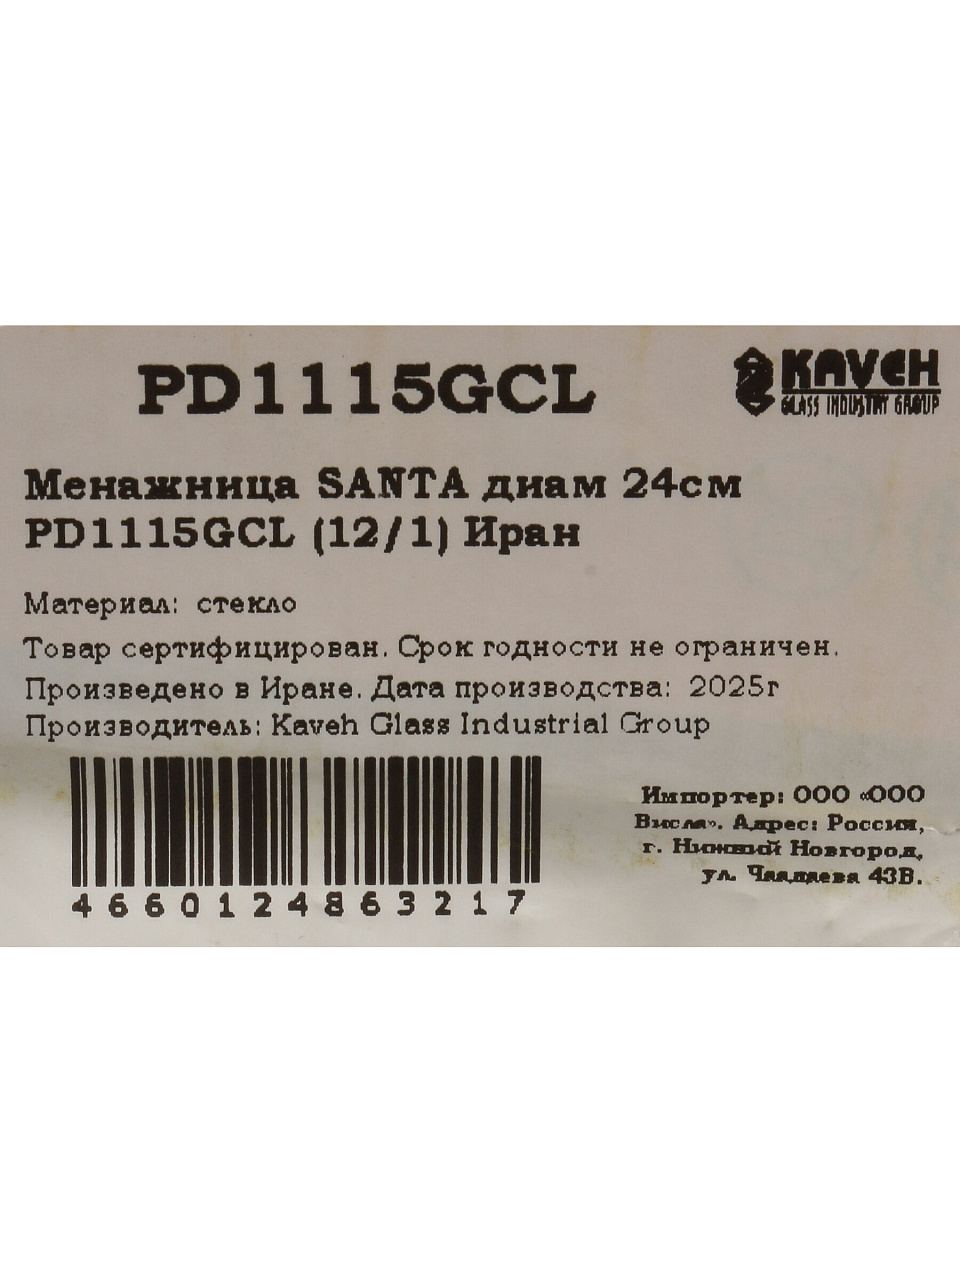 PD1115GCL
KAVEH
GLASS INDUSTRY GROUP
Менажница SANTA диам 24см
PD1115GCL (12/1) Иран
Материал: стекло
Товар сертифицирован. Срок годности не ограничен.
Произведено в Иране. Дата производства: 2025г
Производитель: Kaveh Glass Industrial Group
4660124863217
Импортер: ООО «ООО
Висла». Адрес: Россия,
г. Нижний Новгород,
ул. Чаадаева 43В.